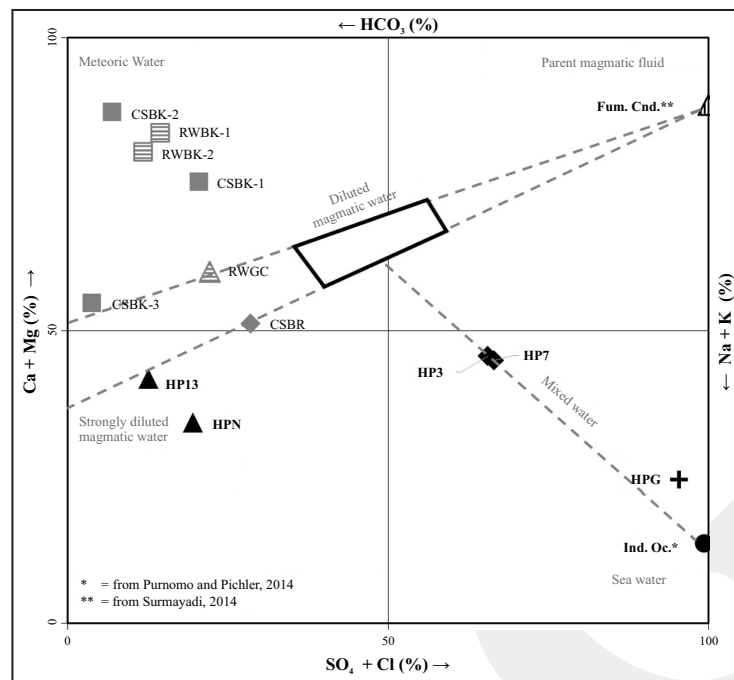 ← HCO₃ (%)
100
Meteoric Water
Parent magmatic fluid
Fum. Cnd.**
CSBK-2
RWBK-1
RWBK-2
CSBK-1
Diluted
magmatic water
RWGC
CSBK-3
CSBR
50
Ca + Mg (%) →
← Na + K (%)
HP3
HP7
HP13
HPN
Mixed water
Strongly diluted
magmatic water
HPG
Ind. Oc.*
Sea water
* = from Purnomo and Pichler, 2014
** = from Surmayadi, 2014
0
0
50
100
SO₄ + Cl (%) →